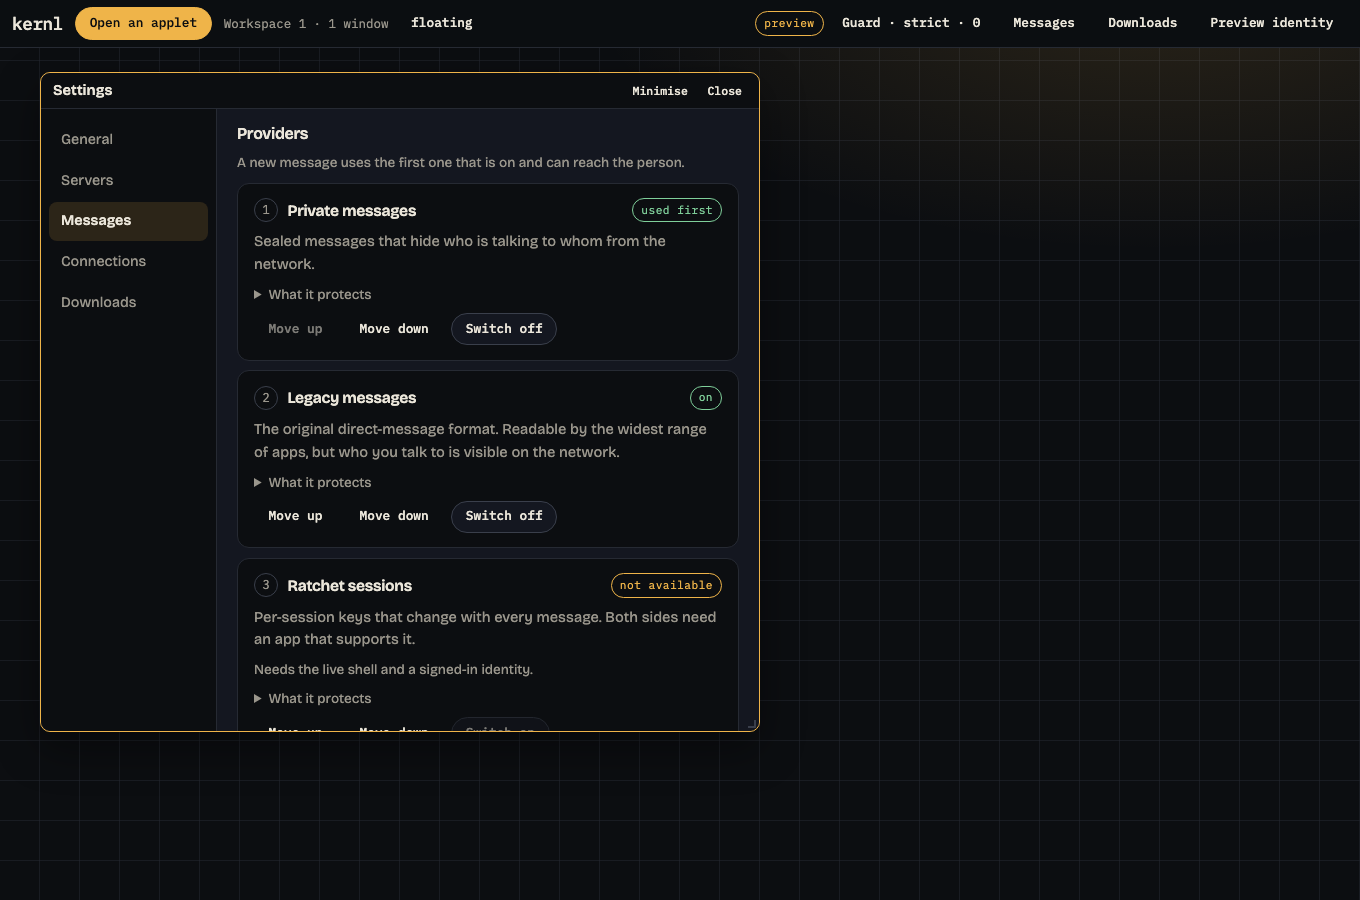 kernl Open an applet Workspace 1 · 1 window floating preview Guard · strict · 0 Messages Downloads Preview identity
Settings Minimise Close
General
Servers
Messages
Connections
Downloads
Providers
A new message uses the first one that is on and can reach the person.
1 Private messages used first
Sealed messages that hide who is talking to whom from the
network.
What it protects
Move up Move down Switch off
2 Legacy messages on
The original direct-message format. Readable by the widest range
of apps, but who you talk to is visible on the network.
What it protects
Move up Move down Switch off
3 Ratchet sessions not available
Per-session keys that change with every message. Both sides need
an app that supports it.
Needs the live shell and a signed-in identity.
What it protects
Move up Move down Switch on